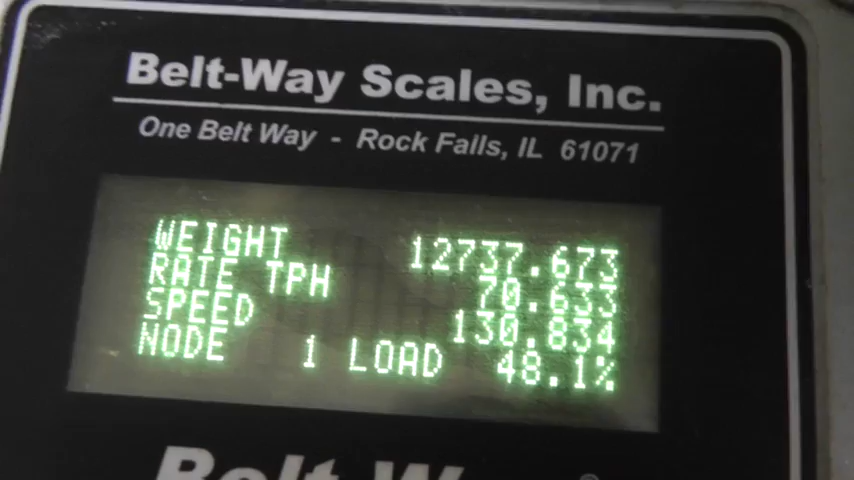 Belt-Way Scales, Inc.
One Belt Way - Rock Falls, IL 61071
WEIGHT 12737.673
RATE TPH 70.633
SPEED 130.834
NODE 1 LOAD 48.1%
Belt-W